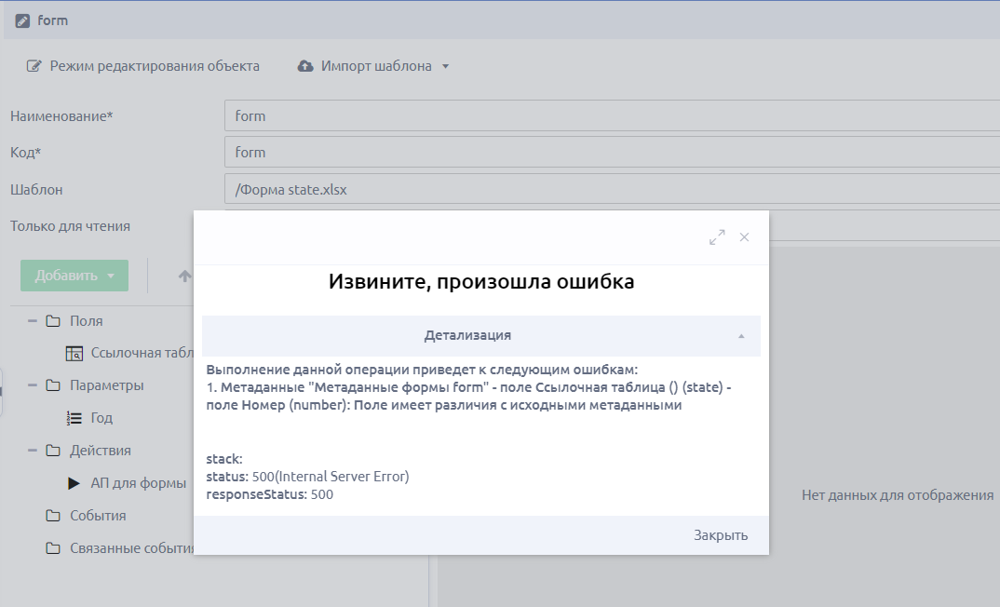 form
Режим редактирования объекта
Импорт шаблона
Наименование*
form
Код*
form
Шаблон
/Форма state.xlsx
Только для чтения
Добавить
Поля
Ссылочная табл
Параметры
Год
Действия
АП для формы
События
Связанные события
Извините, произошла ошибка
Детализация
Выполнение данной операции приведет к следующим ошибкам:
1. Метаданные "Метаданные формы form" - поле Ссылочная таблица () (state) -
поле Номер (number): Поле имеет различия с исходными метаданными
stack:
status: 500(Internal Server Error)
responseStatus: 500
Закрыть
Нет данных для отображения